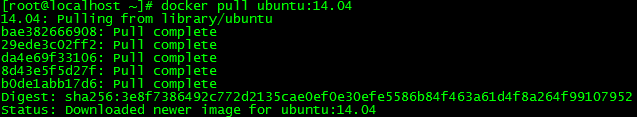 [root@localhost ~]# docker pull ubuntu:14.04
14.04: Pulling from library/ubuntu
bae382666908: Pull complete
29ede3c02ff2: Pull complete
da4e69f33106: Pull complete
8d43e5f5d27f: Pull complete
b0de1abb17d6: Pull complete
Digest: sha256:3e8f7386492c772d2135cae0ef0e30efe5586b84f463a61d4f8a264f99107952
Status: Downloaded newer image for ubuntu:14.04